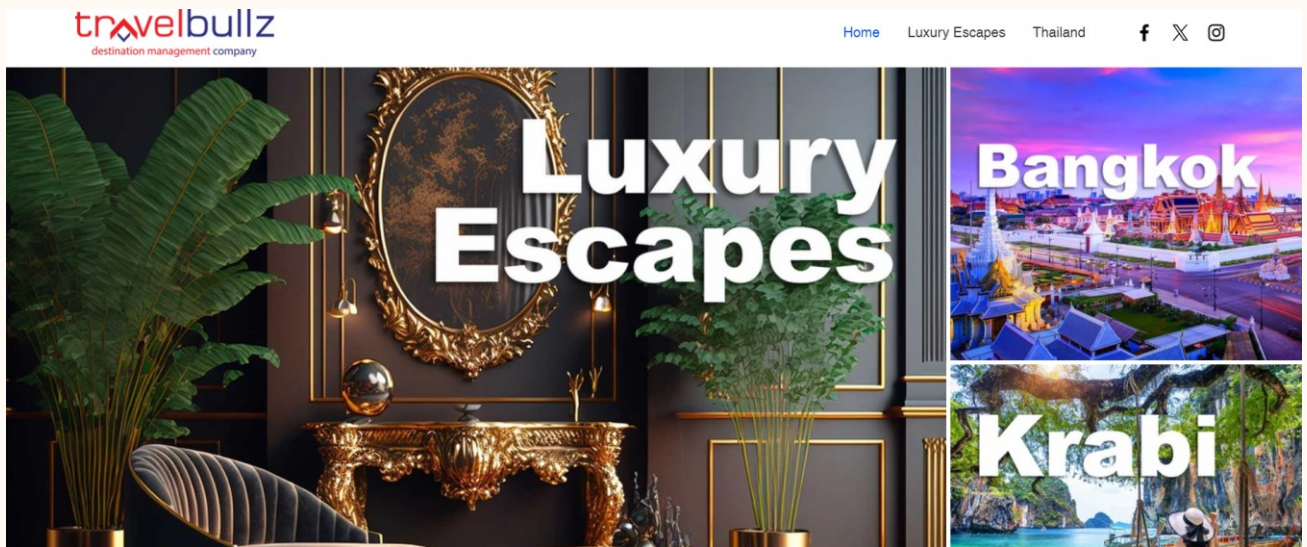 travelbullz
destination management company
Home Luxury Escapes Thailand
Luxury
Escapes
Bangkok
Krabi